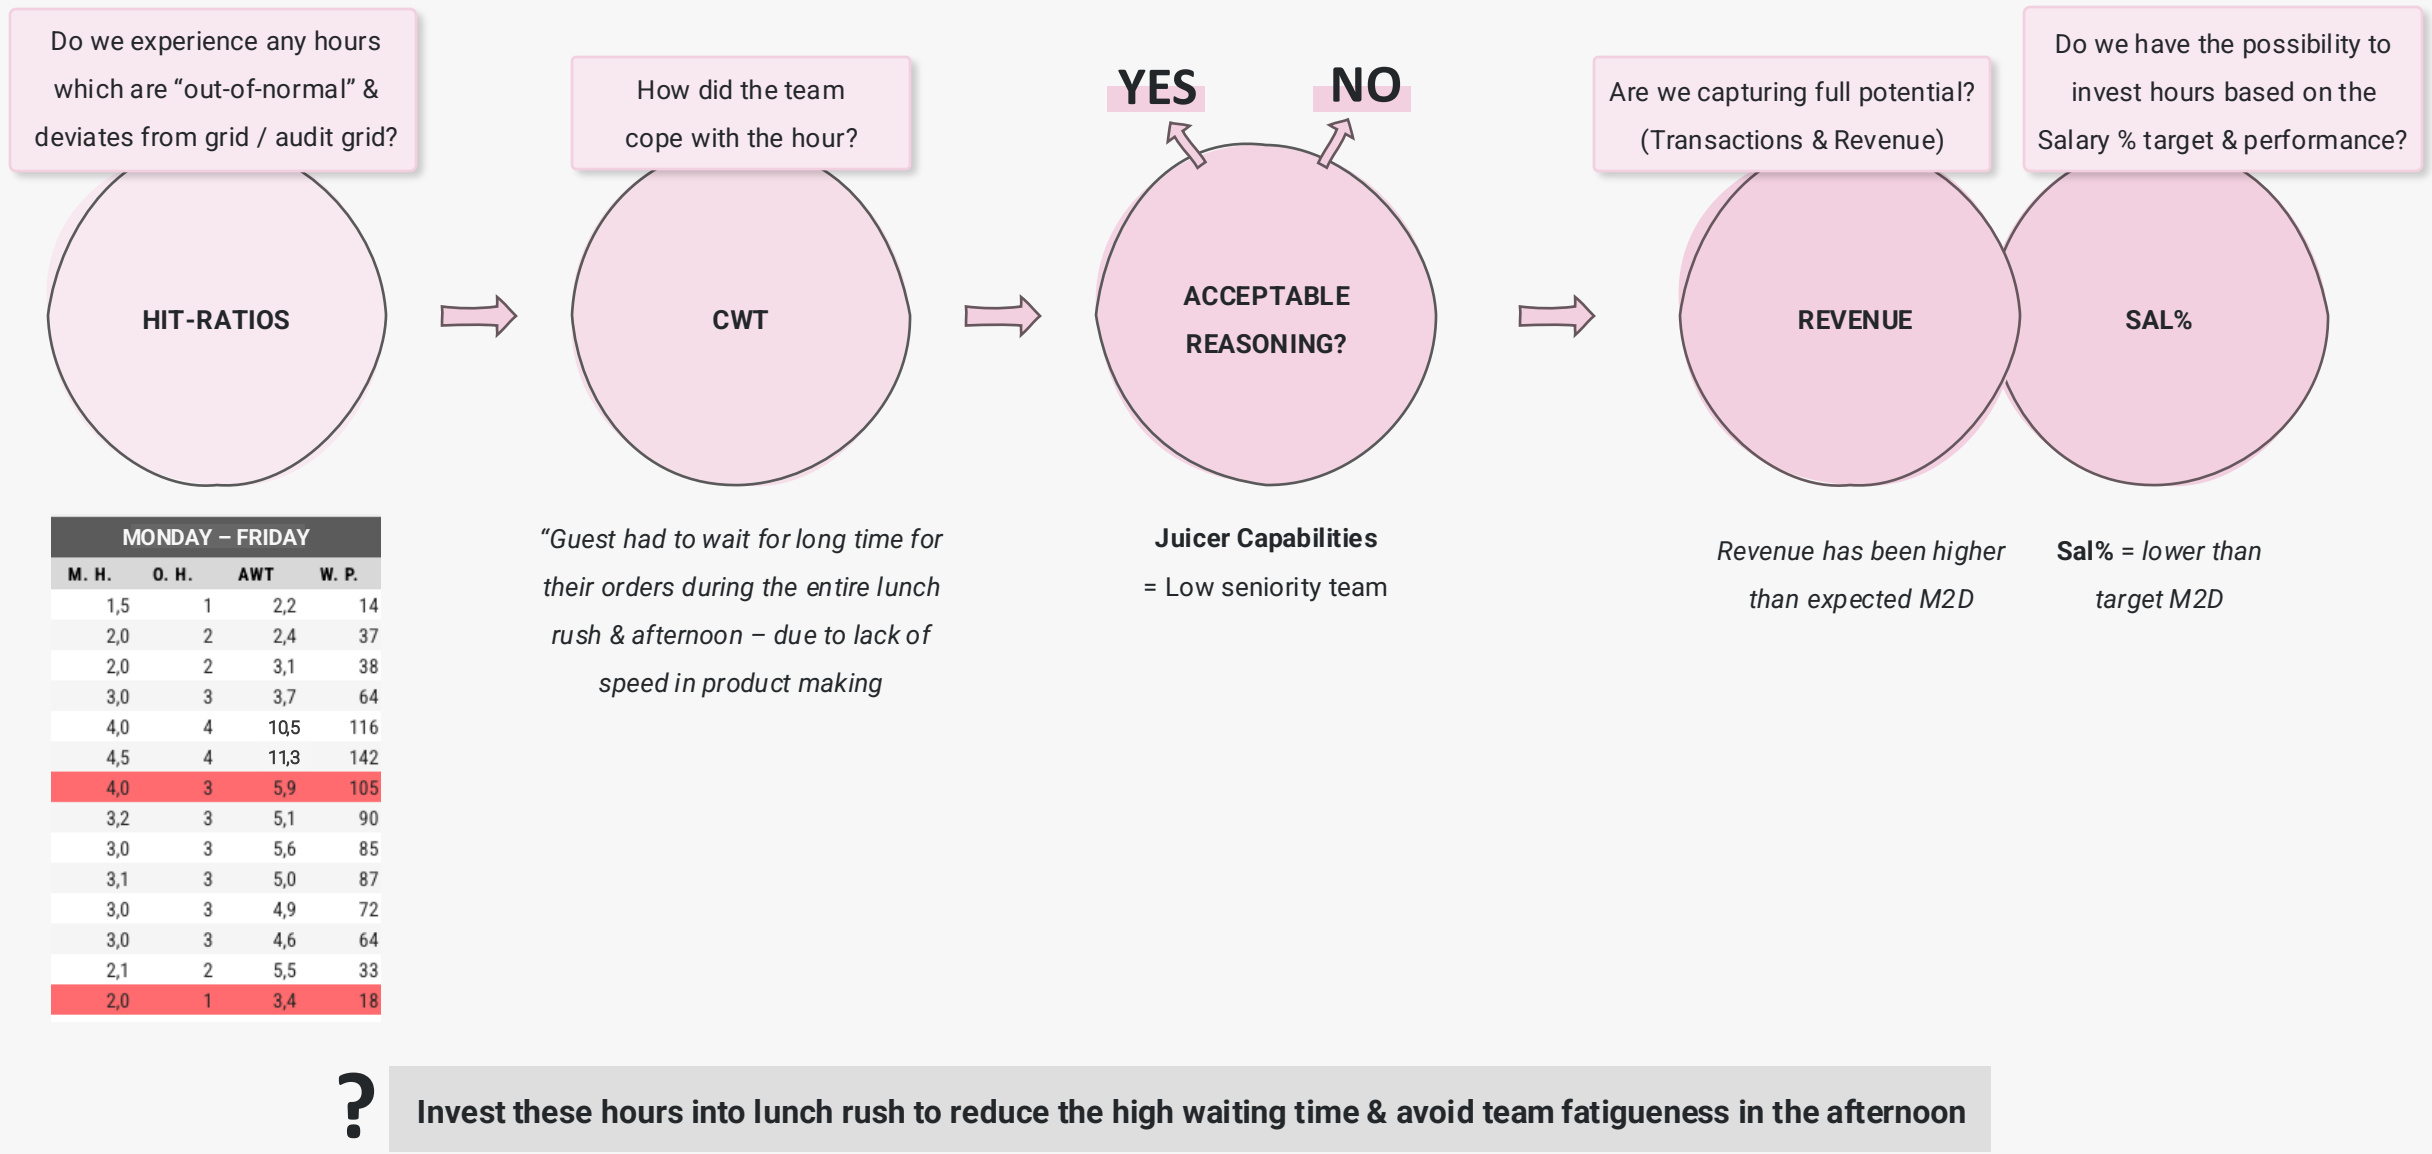 Do we experience any hours
which are “out-of-normal” &
deviates from grid / audit grid?
How did the team
cope with the hour?
YES
NO
Are we capturing full potential?
(Transactions & Revenue)
Do we have the possibility to
invest hours based on the
Salary % target & performance?
HIT-RATIOS
CWT
ACCEPTABLE
REASONING?
REVENUE
SAL%
MONDAY – FRIDAY
M. H. O. H. AWT W. P.
1,5 1 2,2 14
2,0 2 2,4 37
2,0 2 3,1 38
3,0 3 3,7 64
4,0 4 10,5 116
4,5 4 11,3 142
4,0 3 5,9 105
3,2 3 5,1 90
3,0 3 5,6 85
3,1 3 5,0 87
3,0 3 4,9 72
3,0 3 4,6 64
2,1 2 5,5 33
2,0 1 3,4 18
“Guest had to wait for long time for
their orders during the entire lunch
rush & afternoon – due to lack of
speed in product making
Juicer Capabilities
= Low seniority team
Revenue has been higher
than expected M2D
Sal% = lower than
target M2D
?
Invest these hours into lunch rush to reduce the high waiting time & avoid team fatigueness in the afternoon